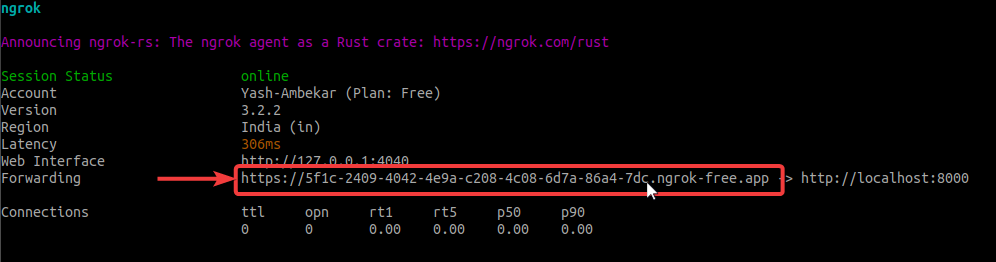 ngrok
Announcing ngrok-rs: The ngrok agent as a Rust crate: https://ngrok.com/rust
Session Status online
Account Yash-Ambekar (Plan: Free)
Version 3.2.2
Region India (in)
Latency 306ms
Web Interface http://127.0.0.1:4040
Forwarding https://5f1c-2409-4042-4e9a-c208-4c08-6d7a-86a4-7dc.ngrok-free.app -> http://localhost:8000
Connections ttl opn rt1 rt5 p50 p90
0 0 0.00 0.00 0.00 0.00